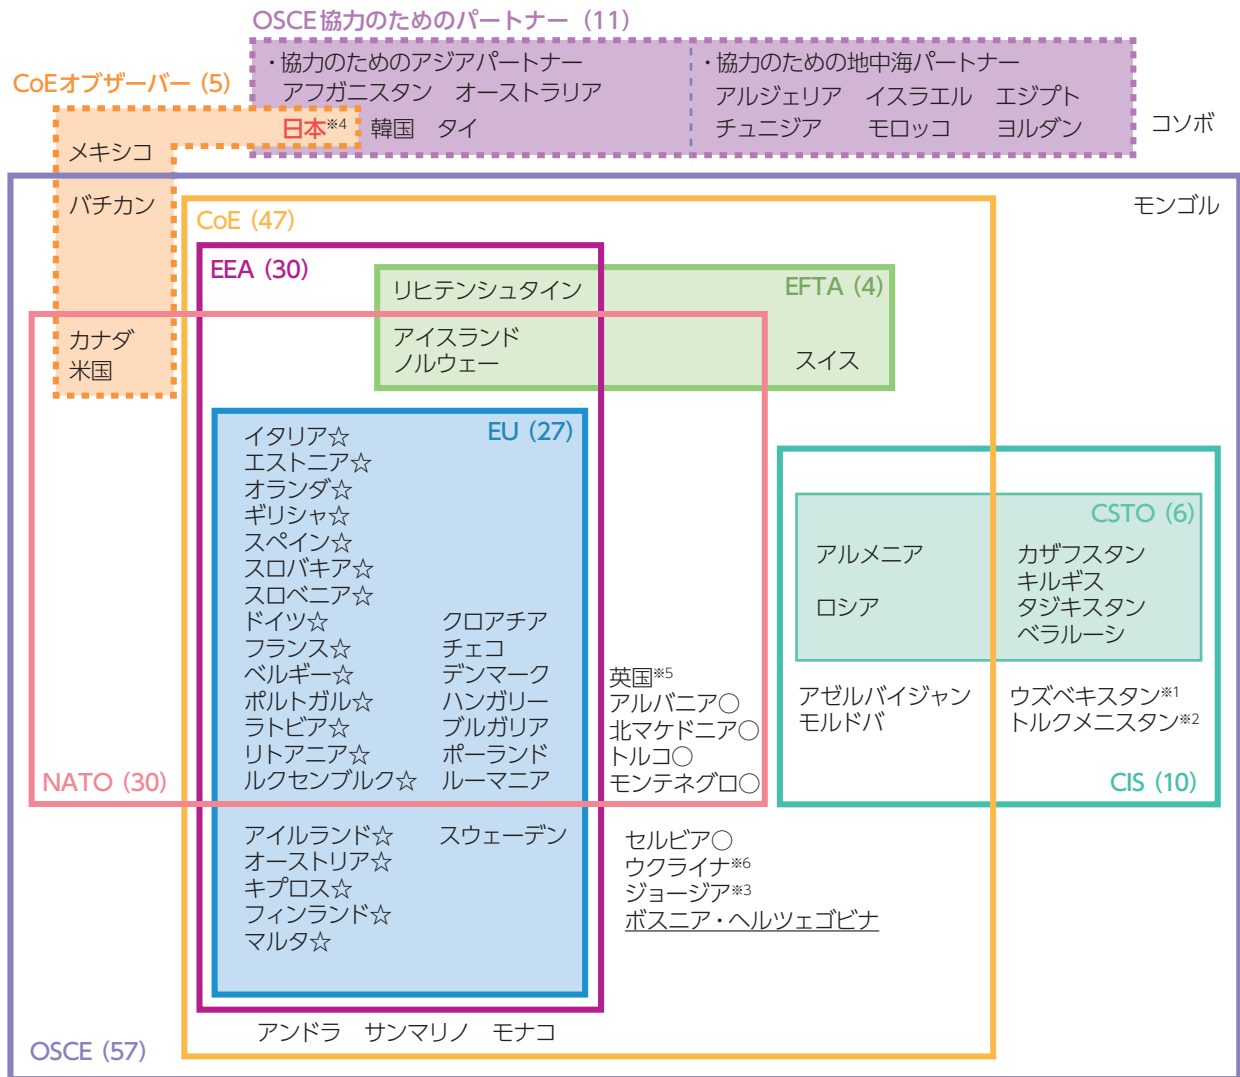 OSCE協力のためのパートナー（11）
・協力のためのアジアパートナー
アフガニスタン オーストラリア
日本※4 韓国 タイ
・協力のための地中海パートナー
アルジェリア イスラエル エジプト
チュニジア モロッコ ヨルダン
コソボ
CoEオブザーバー（5）
メキシコ
バチカン
カナダ
米国
モンゴル
CoE（47）
EEA（30）
EFTA（4）
リヒテンシュタイン
アイスランド
ノルウェー
スイス
EU（27）
イタリア☆
エストニア☆
オランダ☆
ギリシャ☆
スペイン☆
スロバキア☆
スロベニア☆
ドイツ☆ クロアチア
フランス☆ チェコ
ベルギー☆ デンマーク
ポルトガル☆ ハンガリー
ラトビア☆ ブルガリア
リトアニア☆ ポーランド
ルクセンブルク☆ ルーマニア
英国※5
アルバニア○
北マケドニア○
トルコ○
モンテネグロ○
NATO（30）
CSTO（6）
アルメニア カザフスタン
キルギス
ロシア タジキスタン
ベラルーシ
アゼルバイジャン ウズベキスタン※1
モルドバ トルクメニスタン※2
CIS（10）
アイルランド☆ スウェーデン
オーストリア☆
キプロス☆
フィンランド☆
マルタ☆
セルビア○
ウクライナ※6
ジョージア※3
ボスニア・ヘルツェゴビナ
アンドラ サンマリノ モナコ
OSCE（57）